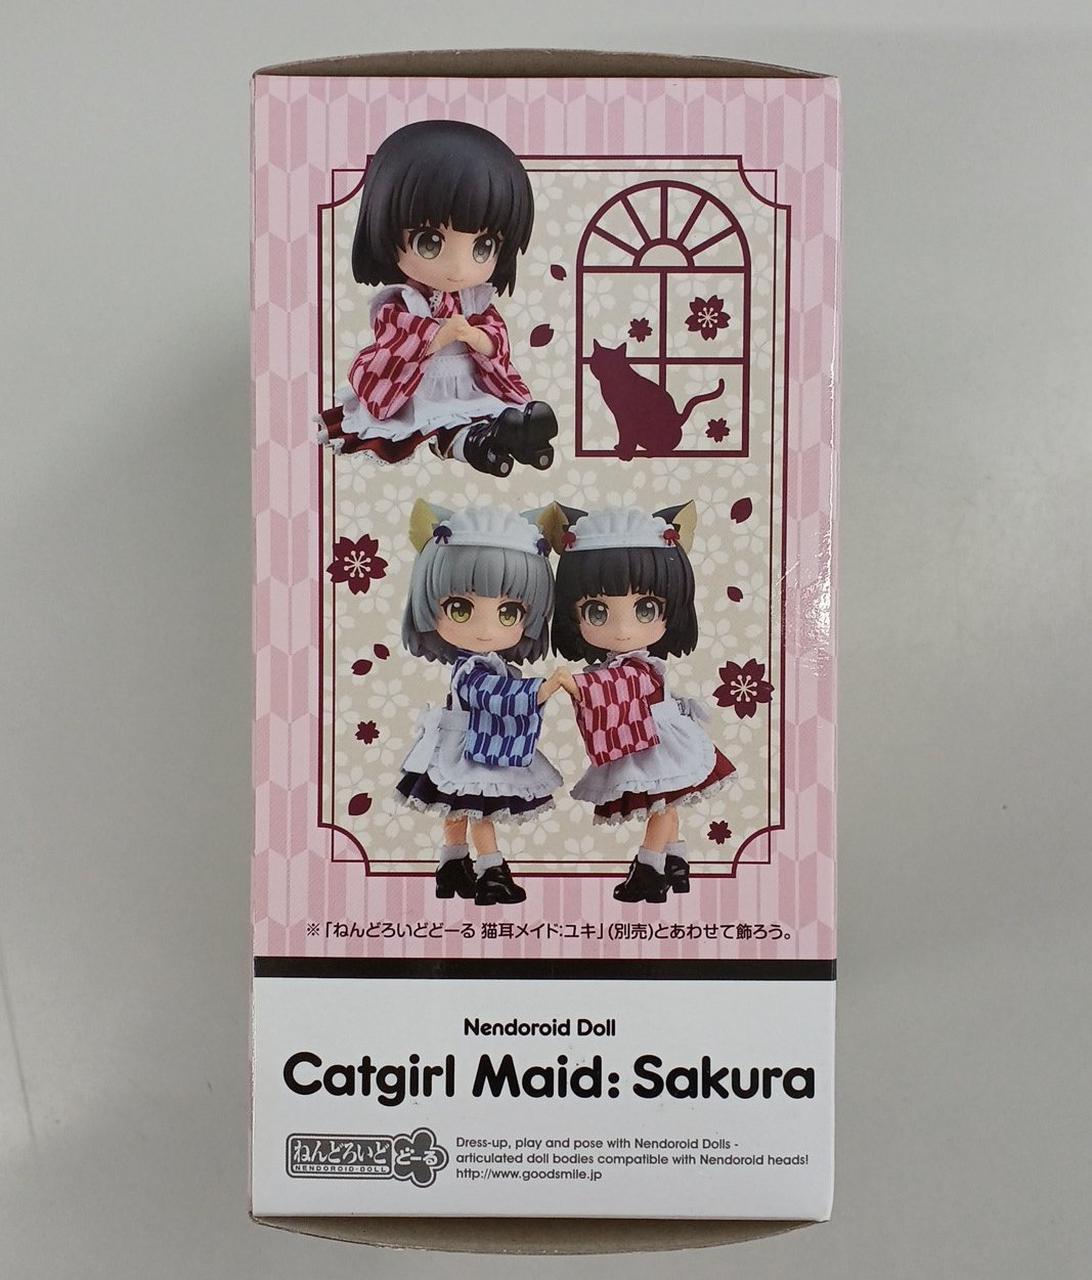 ※「ねんどろいどどーる 猫耳メイド:ユキ」(別売)とあわせて飾ろう。
Nendoroid Doll
Catgirl Maid: Sakura
ねんどろいど どーる
NENDOROID-DOLL
Dress-up, play and pose with Nendoroid Dolls -
articulated doll bodies compatible with Nendoroid heads!
http://www.goodsmile.jp